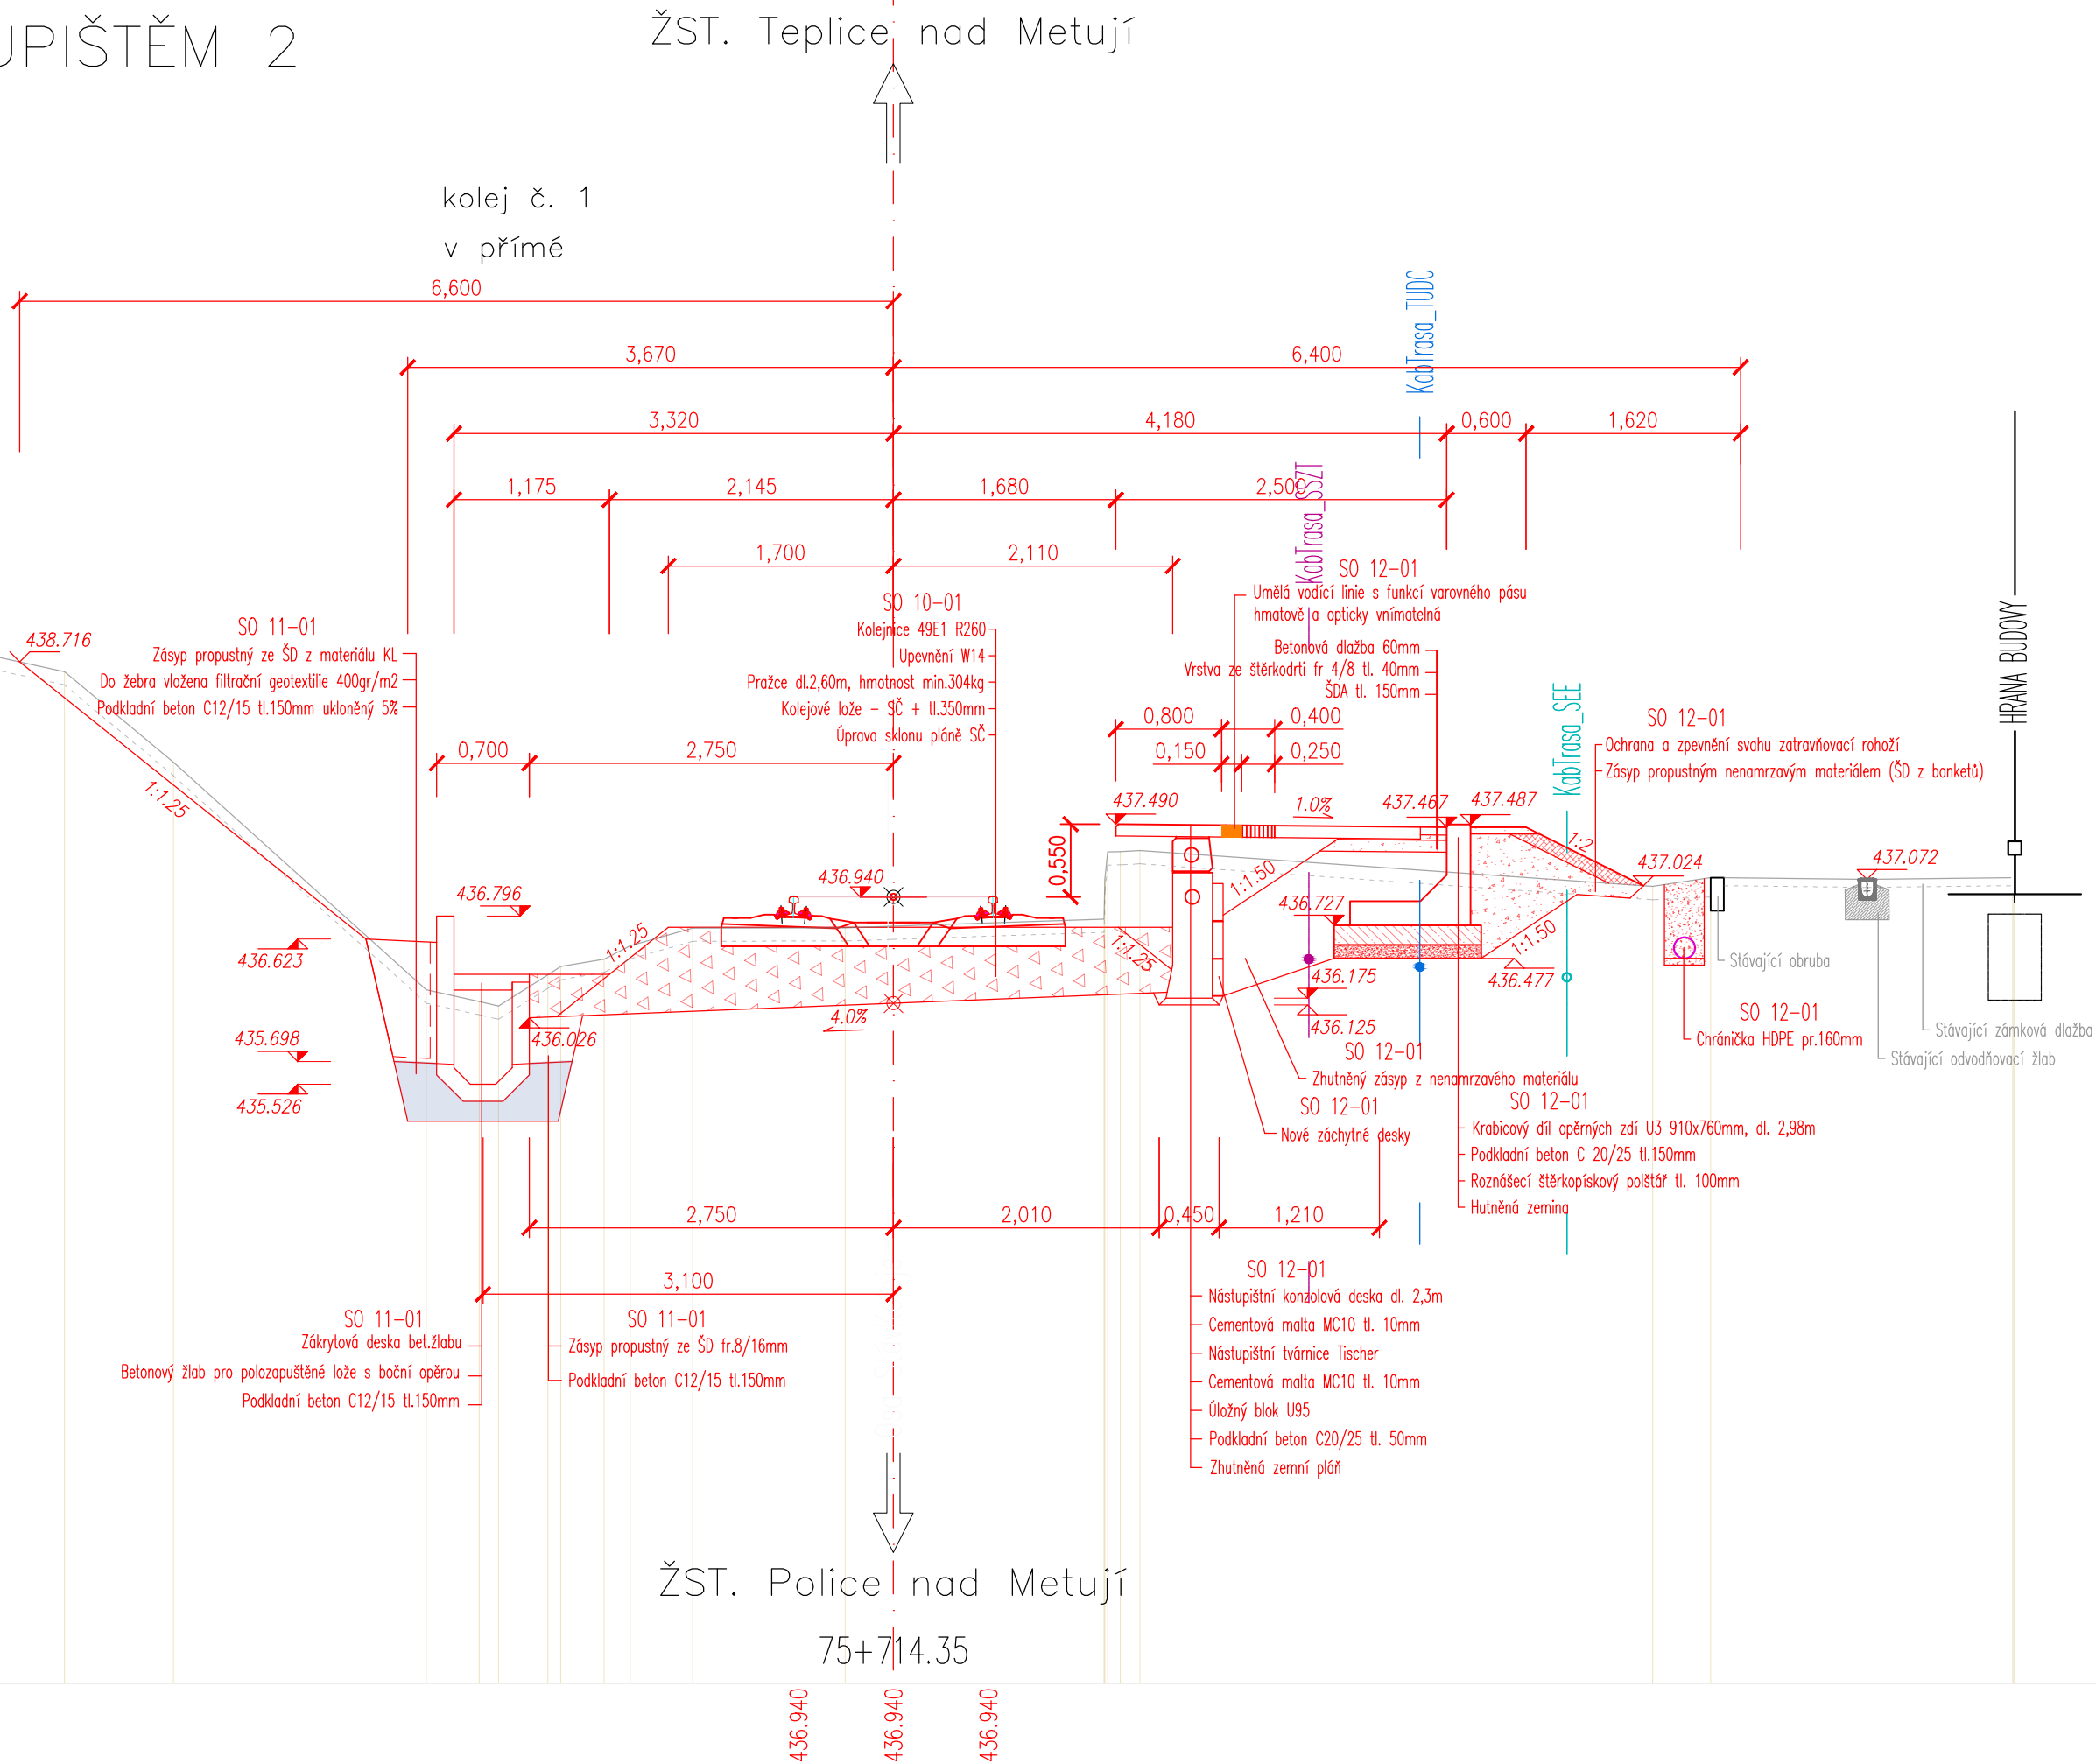 UPIŠTĚM 2
ŽST. Teplice nad Metují
kolej č. 1
v přímé
6,600
3,670
6,400
3,320
4,180
0,600
1,620
1,175
2,145
1,680
2,500
1,700
2,110
KabTrasa_TUDC
KabTrasa_SSZT
KabTrasa_SEE
HRANA BUDOVY
438.716
SO 11-01
Zásyp propustný ze ŠD z materiálu KL
Do žebra vložena filtrační geotextilie 400gr/m2
Podkladní beton C12/15 tl.150mm ukloněný 5%
SO 10-01
Kolejnice 49E1 R260
Upevnění W14
Pražce dl.2,60m, hmotnost min.304kg
Kolejové lože - SČ + tl.350mm
Úprava sklonu pláně SČ
SO 12-01
Umělá vodící linie s funkcí varovného pásu
hmatově a opticky vnímatelná
Betonová dlažba 60mm
Vrstva ze štěrkodrti fr 4/8 tl. 40mm
ŠDA tl. 150mm
SO 12-01
Ochrana a zpevnění svahu zatravňovací rohoží
Zásyp propustným nenamrzavým materiálem (ŠD z banketů)
0,700
2,750
0,800
0,400
0,150
0,250
1:1.25
437.490
1.0%
437.467
437.487
0,550
1:2
437.024
437.072
436.796
436.940
1:1.50
436.727
436.623
1:1.25
1:1.25
1:1.50
436.175
436.477
Stávající obruba
435.698
436.026
4.0%
436.125
435.526
SO 12-01
Zhutněný zásyp z nenamrzavého materiálu
SO 12-01
Nové záchytné desky
SO 12-01
Chránička HDPE pr.160mm
Stávající zámková dlažba
Stávající odvodňovací žlab
SO 12-01
Krabicový díl opěrných zdí U3 910x760mm, dl. 2,98m
Podkladní beton C 20/25 tl.150mm
Roznášecí štěrkopískový polštář tl. 100mm
Hutněná zemina
2,750
2,010
0,450
1,210
3,100
SO 11-01
Zákrytová deska bet.žlabu
Betonový žlab pro polozapuštěné lože s boční opěrou
Podkladní beton C12/15 tl.150mm
SO 11-01
Zásyp propustný ze ŠD fr.8/16mm
Podkladní beton C12/15 tl.150mm
SO 12-01
Nástupištní konzolová deska dl. 2,3m
Cementová malta MC10 tl. 10mm
Nástupištní tvárnice Tischer
Cementová malta MC10 tl. 10mm
Úložný blok U95
Podkladní beton C20/25 tl. 50mm
Zhutněná zemní pláň
ŽST. Police nad Metují
75+714.35
436.940
436.940
436.940